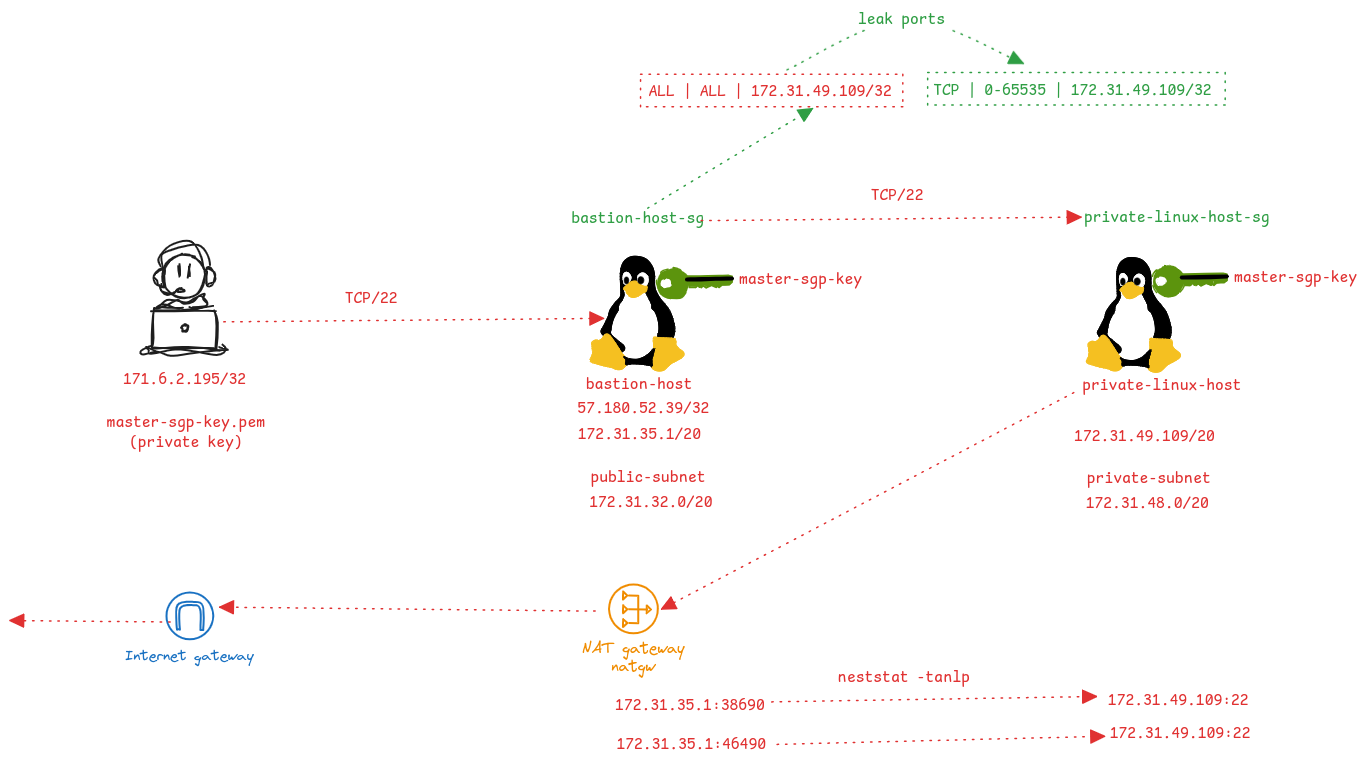 leak ports
ALL | ALL | 172.31.49.109/32
TCP | 0-65535 | 172.31.49.109/32
TCP/22
bastion-host-sg
private-linux-host-sg
master-sgp-key
master-sgp-key
TCP/22
171.6.2.195/32
master-sgp-key.pem
(private key)
bastion-host
57.180.52.39/32
172.31.35.1/20
public-subnet
172.31.32.0/20
private-linux-host
172.31.49.109/20
private-subnet
172.31.48.0/20
Internet gateway
NAT gateway
natgw
neststat -tanlp
172.31.35.1:38690
172.31.49.109:22
172.31.35.1:46490
172.31.49.109:22